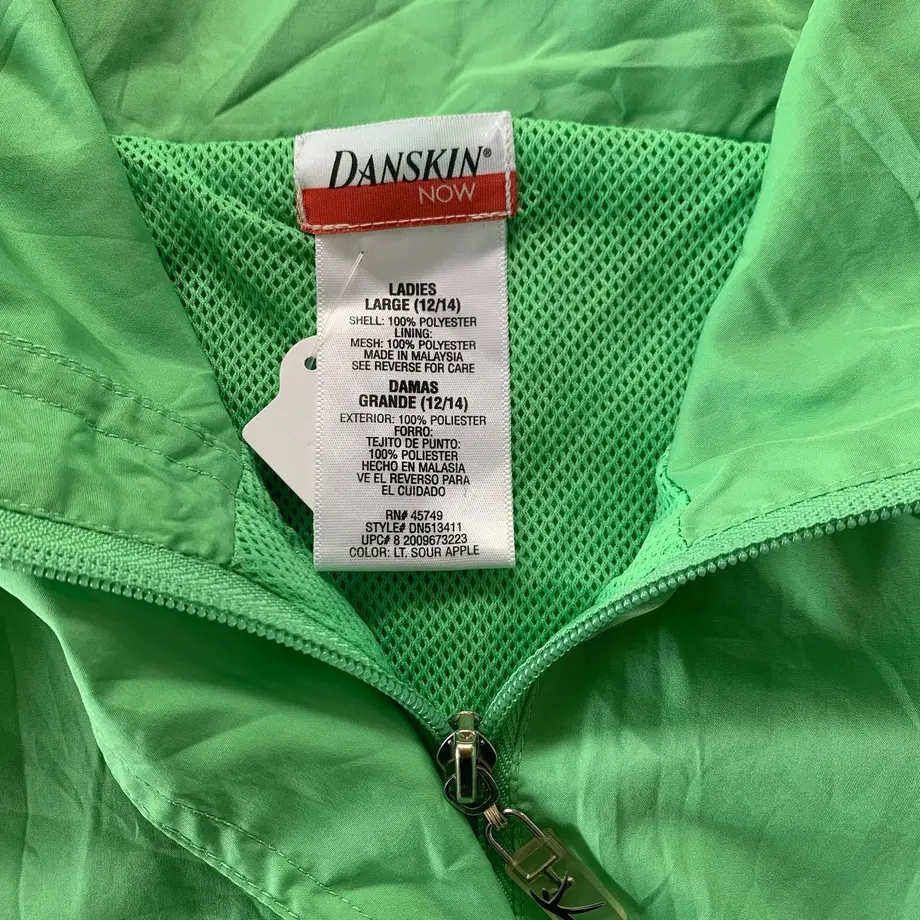 DANSKIN®
NOW
LADIES
LARGE (12/14)
SHELL: 100% POLYESTER
LINING:
MESH: 100% POLYESTER
MADE IN MALAYSIA
SEE REVERSE FOR CARE
DAMAS
GRANDE (12/14)
EXTERIOR: 100% POLIESTER
FORRO:
TEJITO DE PUNTO:
100% POLIESTER
HECHO EN MALASIA
VE EL REVERSO PARA
EL CUIDADO
RN# 45749
STYLE# DN513411
UPC# 8 2009673223
COLOR: LT. SOUR APPLE